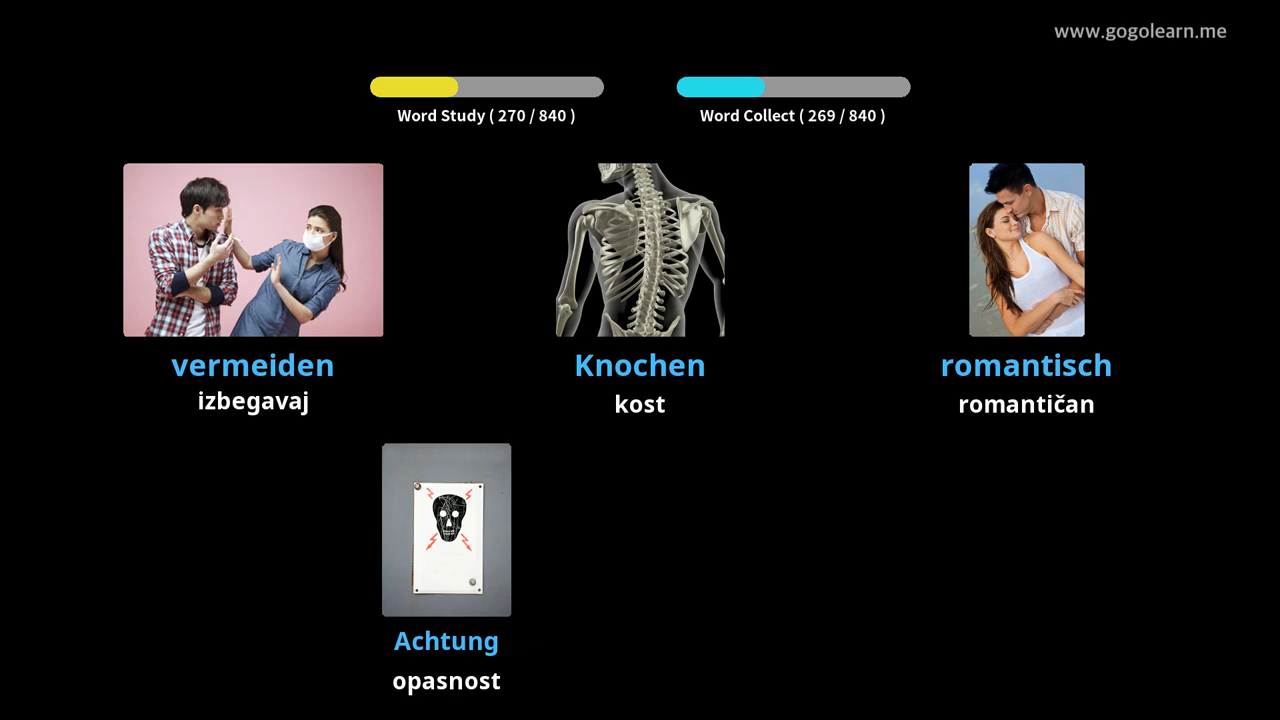 www.gogolearn.me
Word Study ( 270 / 840 )
Word Collect ( 269 / 840 )
vermeiden
izbegavaj
Knochen
kost
romantisch
romantičan
Achtung
opasnost